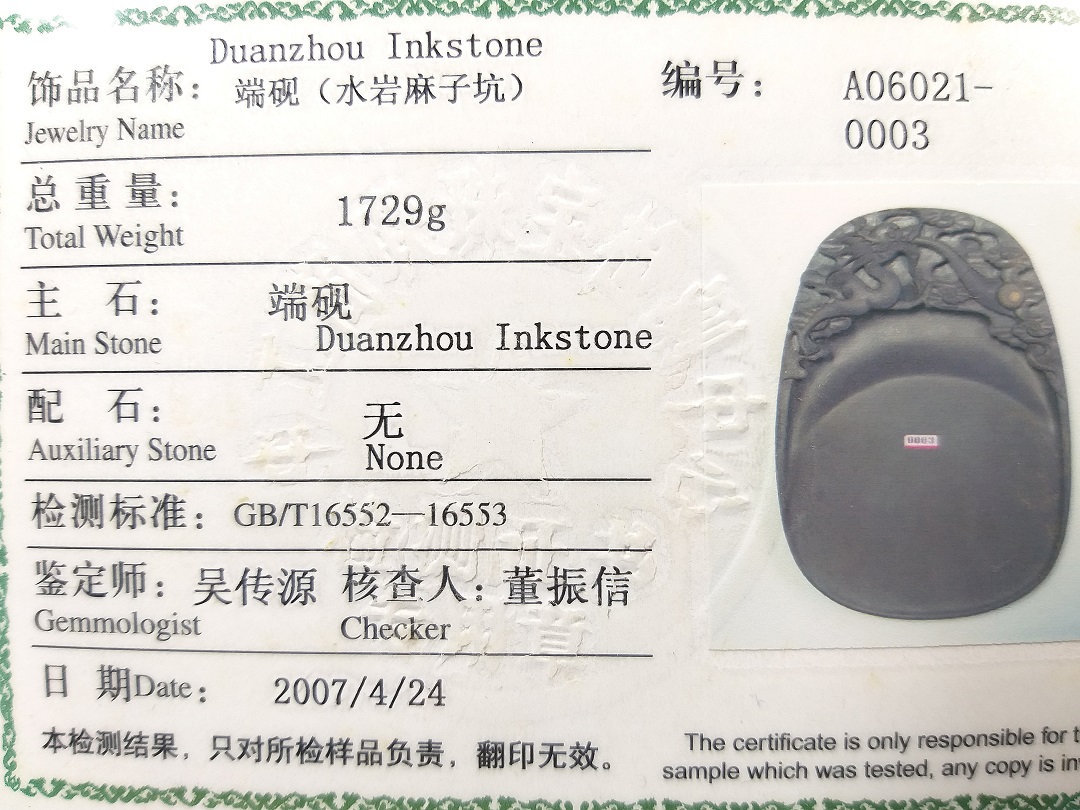 Duanzhou Inkstone
饰品名称: 端砚（水岩麻子坑）
Jewelry Name
编号: A06021-
0003
总重量: 1729g
Total Weight
主 石: 端砚
Main Stone Duanzhou Inkstone
配 石: 无
Auxiliary Stone None
检测标准: GB/T16552—16553
鉴定师: 吴传源 核查人: 董振信
Gemmologist Checker
日 期Date: 2007/4/24
本检测结果，只对所检样品负责，翻印无效。
0003
The certificate is only responsible for t
sample which was tested, any copy is in